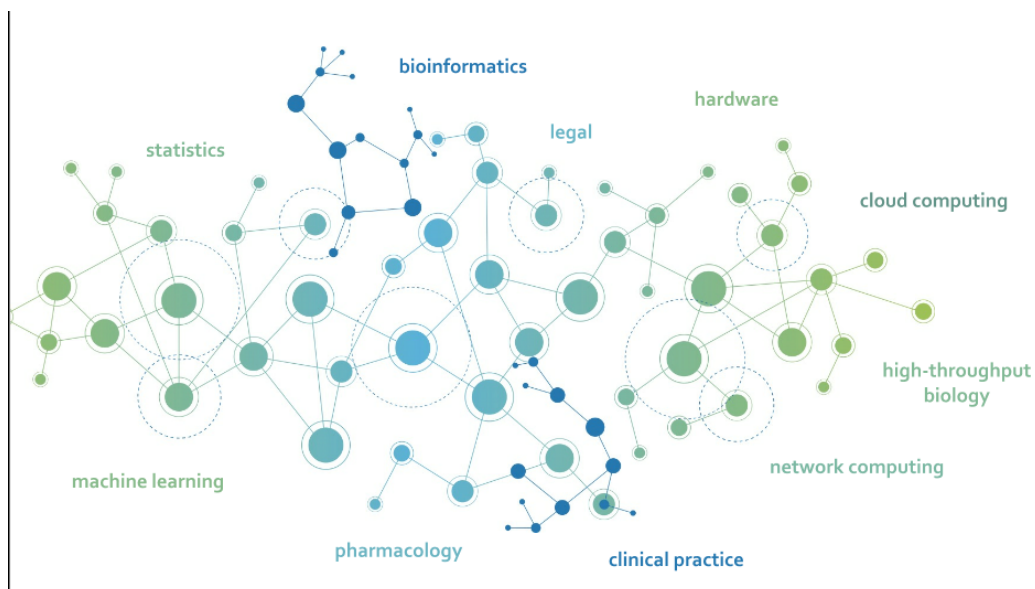 bioinformatics
hardware
legal
statistics
cloud computing
high-throughput
biology
network computing
machine learning
pharmacology
clinical practice